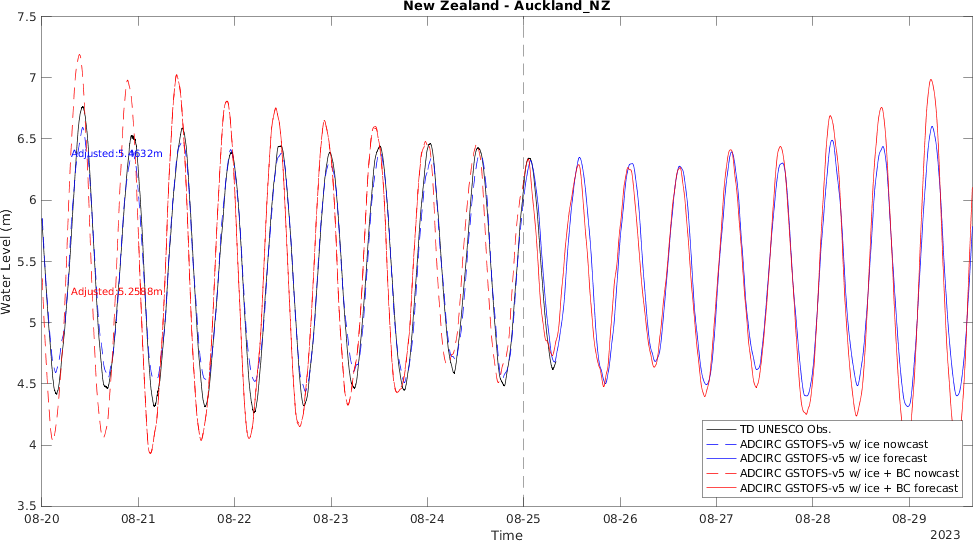 New Zealand - Auckland_NZ
7.5
7
6.5
6
5.5
5
4.5
4
3.5
Water Level (m)
Adjusted:5.4632m
Adjusted:5.2588m
TD UNESCO Obs.
ADCIRC GSTOFS-v5 w/ ice nowcast
ADCIRC GSTOFS-v5 w/ ice forecast
ADCIRC GSTOFS-v5 w/ ice + BC nowcast
ADCIRC GSTOFS-v5 w/ ice + BC forecast
08-20 08-21 08-22 08-23 08-24 08-25 08-26 08-27 08-28 08-29
Time
2023